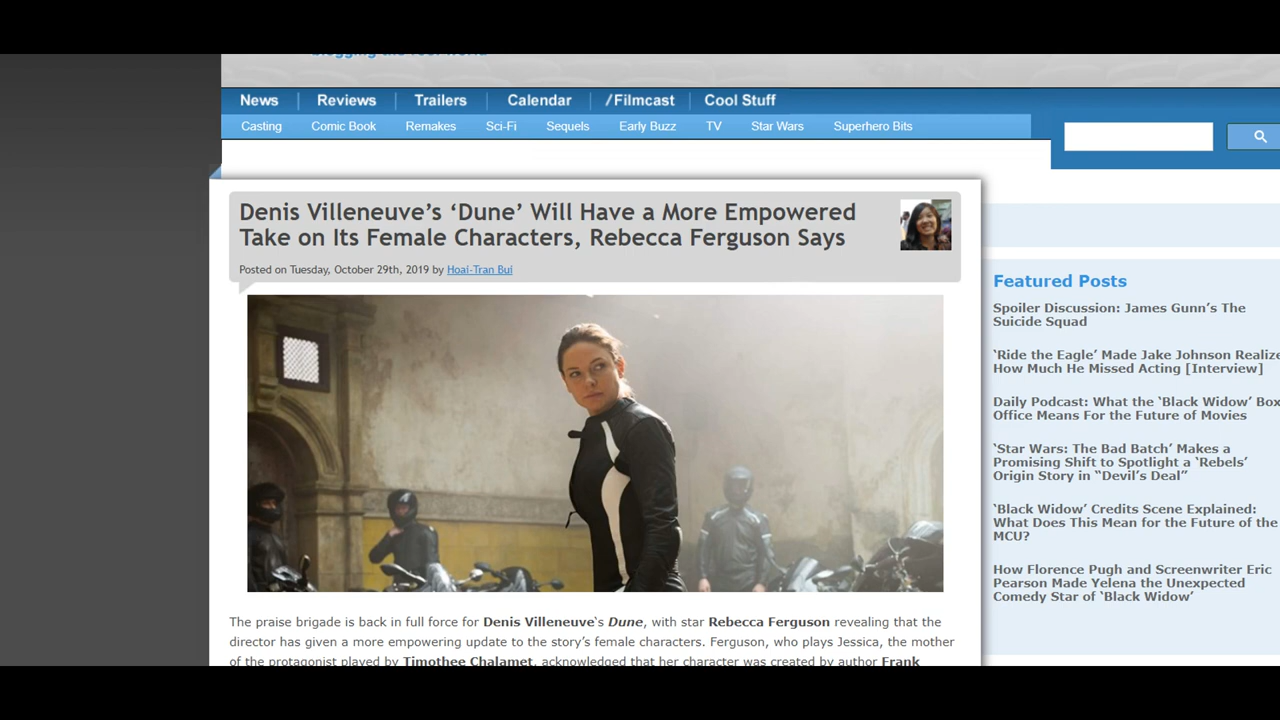 News
Reviews
Trailers
Calendar
/Filmcast
Cool Stuff
Casting
Comic Book
Remakes
Sci-Fi
Sequels
Early Buzz
TV
Star Wars
Superhero Bits
Denis Villeneuve’s ‘Dune’ Will Have a More Empowered
Take on Its Female Characters, Rebecca Ferguson Says
Posted on Tuesday, October 29th, 2019 by Hoai-Tran Bui
The praise brigade is back in full force for Denis Villeneuve`s Dune, with star Rebecca Ferguson revealing that the
director has given a more empowering update to the story’s female characters. Ferguson, who plays Jessica, the mother
of the protagonist played by Timothee Chalamet, acknowledged that her character was created by author Frank
Featured Posts
Spoiler Discussion: James Gunn’s The
Suicide Squad
‘Ride the Eagle’ Made Jake Johnson Realize
How Much He Missed Acting [Interview]
Daily Podcast: What the ‘Black Widow’ Box
Office Means For the Future of Movies
‘Star Wars: The Bad Batch’ Makes a
Promising Shift to Spotlight a ‘Rebels’
Origin Story in “Devil’s Deal”
‘Black Widow’ Credits Scene Explained:
What Does This Mean for the Future of the
MCU?
How Florence Pugh and Screenwriter Eric
Pearson Made Yelena the Unexpected
Comedy Star of ‘Black Widow’